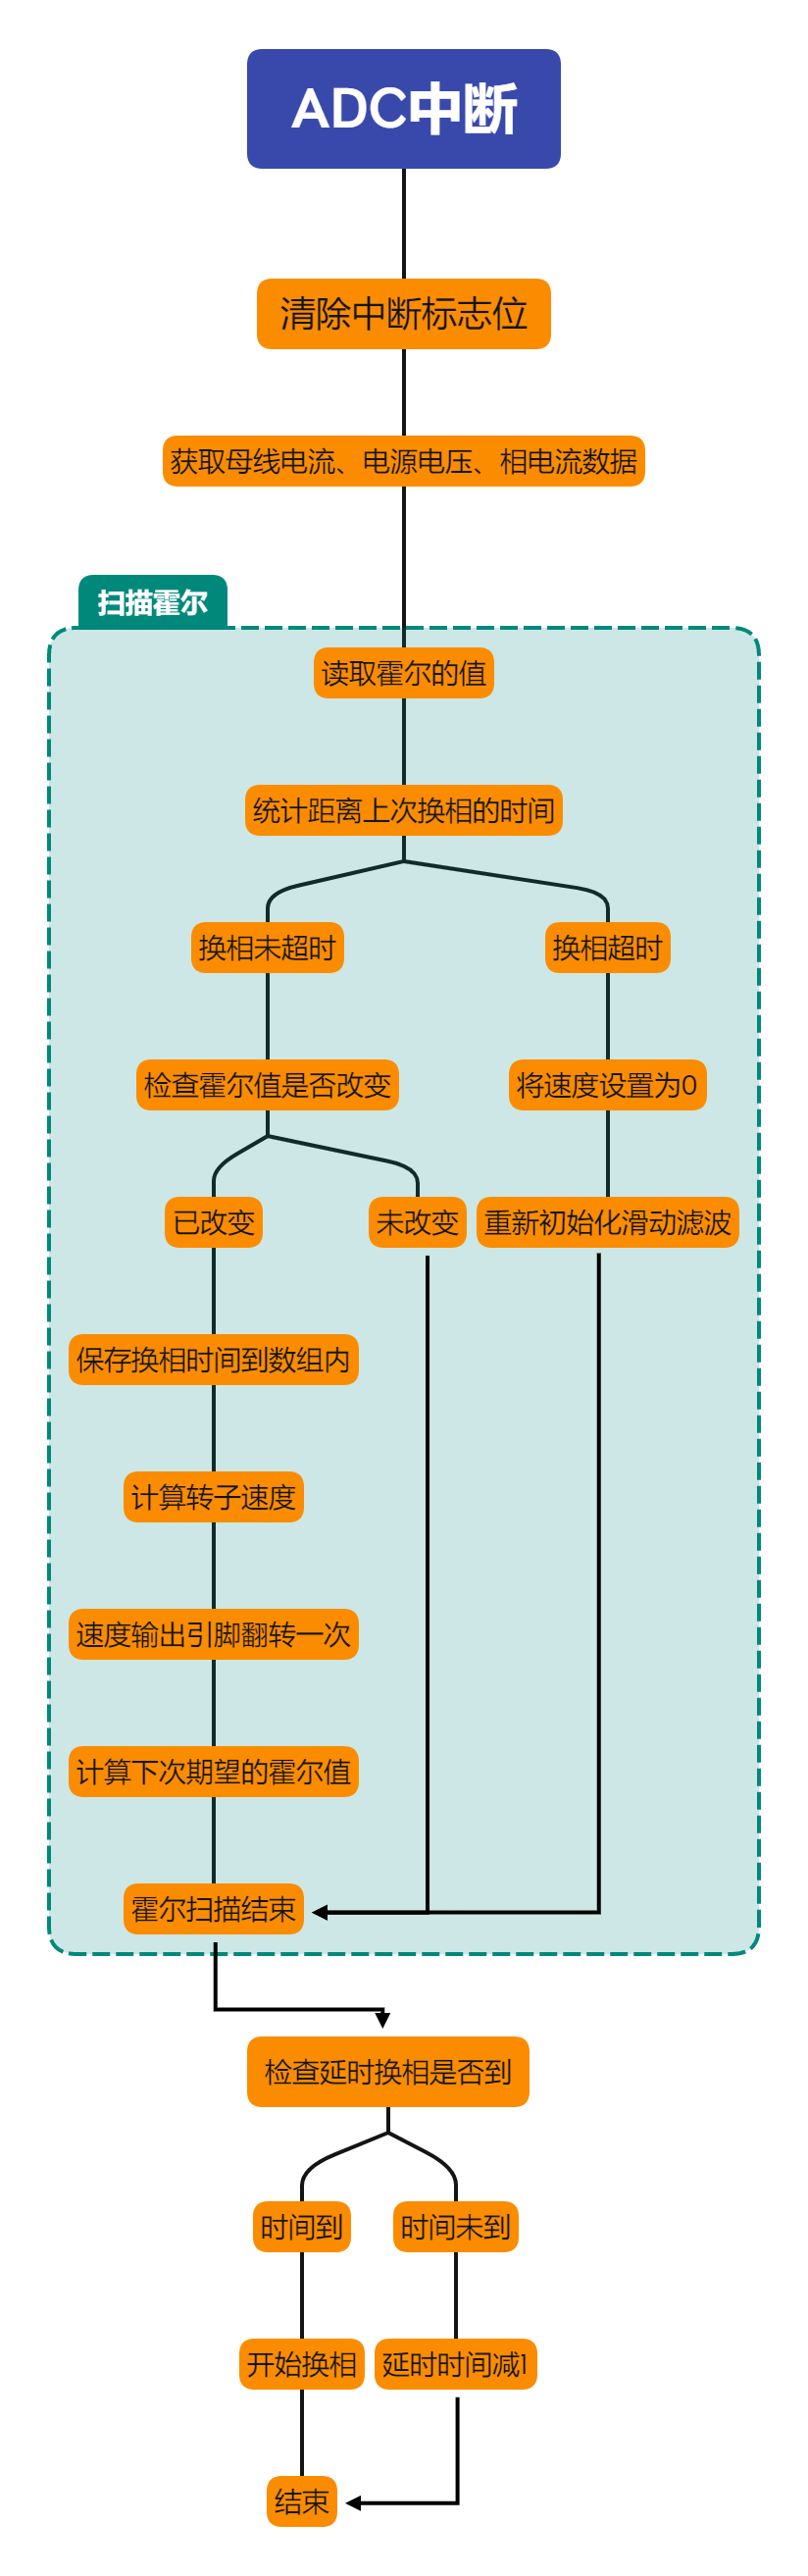 ADC中断
清除中断标志位
获取母线电流、电源电压、相电流数据
扫描霍尔
读取霍尔的值
统计距离上次换相的时间
换相未超时
换相超时
检查霍尔值是否改变
将速度设置为0
已改变
未改变
重新初始化滑动滤波
保存换相时间到数组内
计算转子速度
速度输出引脚翻转一次
计算下次期望的霍尔值
霍尔扫描结束
检查延时换相是否到
时间到
时间未到
开始换相
延时时间减1
结束